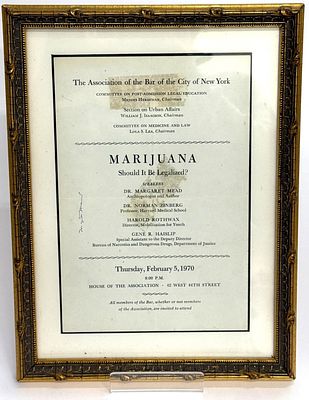 The Association of the Bar of the City of New York
COMMITTEE ON POST-ADMISSION LEGAL EDUCATION
Chairman
Section on Urban Affairs
WILLIAM J. ISAACSON, Chairman
COMMITTEE ON MEDICINE AND LAW
LOLA S. LEA, Chairman
MARIJUANA
Should It Be Legalized?
SPEAKERS
DR. MARGARET MEAD
Anthropologist and Author
DR. NORMAN ZINBERG
Professor, Harvard Medical School
HAROLD ROTHWAX
Director, Mobilization for Youth
GENE R. HAISLIP
Special Assistant to the Deputy Director
Bureau of Narcotics and Dangerous Drugs, Department of Justice
Thursday, February 5, 1970
8:00 P.M.
HOUSE OF THE ASSOCIATION · 42 WEST 44TH STREET
All members of the Bar, whether or not members
of the Association, are invited to attend